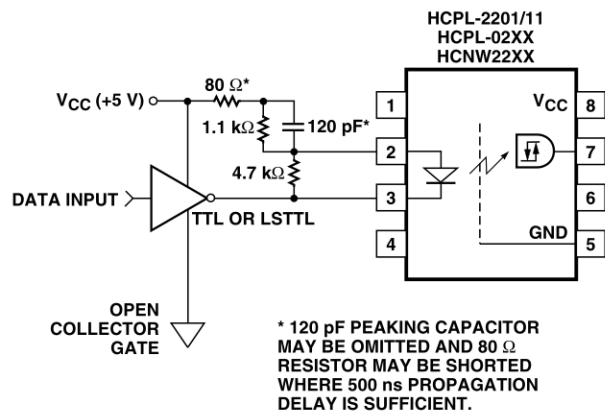 HCPL-2201/11
HCPL-02XX
HCNW22XX
80 Ω*
VCC (+5 V)
1.1 kΩ
120 pF*
4.7 kΩ
DATA INPUT
TTL OR LSTTL
OPEN
COLLECTOR
GATE
1
2
3
4
VCC
8
7
6
GND
5
* 120 pF PEAKING CAPACITOR
MAY BE OMITTED AND 80 Ω
RESISTOR MAY BE SHORTED
WHERE 500 ns PROPAGATION
DELAY IS SUFFICIENT.